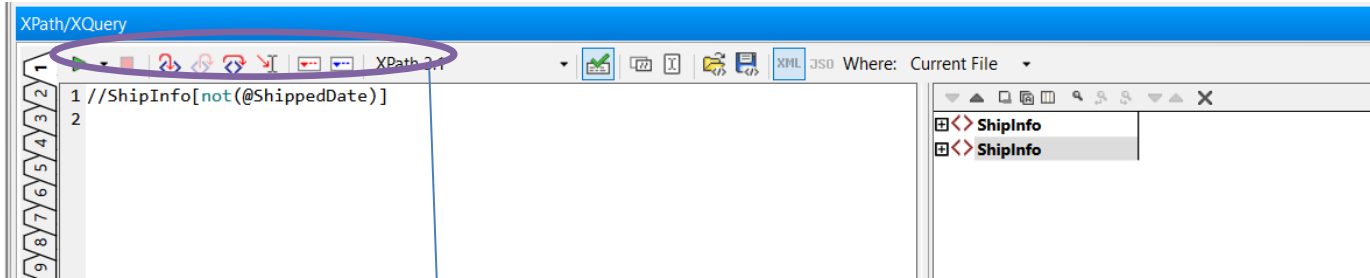 XPath/XQuery
XPath 3.1
XML JSO Where: Current File
1 //ShipInfo[not(@ShippedDate)]
2
ShipInfo
ShipInfo
1
2
3
4
5
6
7
8
9